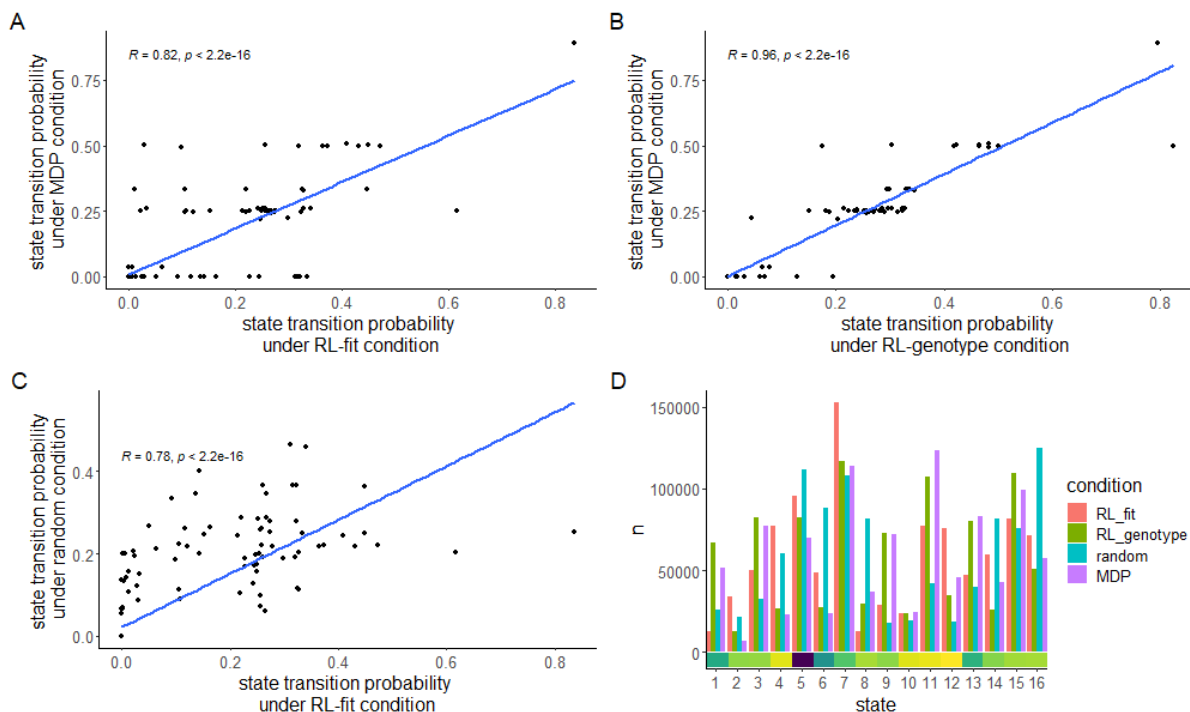 A
R = 0.82, p < 2.2e-16
state transition probability
under MDP condition
0.75
0.50
0.25
0.00
0.0 0.2 0.4 0.6 0.8
state transition probability
under RL-fit condition
B
R = 0.96, p < 2.2e-16
state transition probability
under MDP condition
0.75
0.50
0.25
0.00
0.0 0.2 0.4 0.6 0.8
state transition probability
under RL-genotype condition
C
R = 0.78, p < 2.2e-16
state transition probability
under random condition
0.4
0.2
0.0
0.0 0.2 0.4 0.6 0.8
state transition probability
under RL-fit condition
D
n
150000
100000
50000
0
1 2 3 4 5 6 7 8 9 10 11 12 13 14 15 16
state
condition
RL_fit
RL_genotype
random
MDP